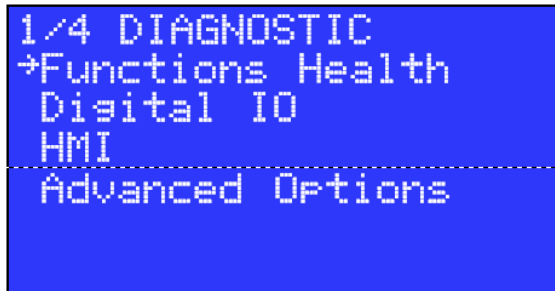 1/4 DIAGNOSTIC
→Functions Health
Digital IO
HMI
Advanced Options